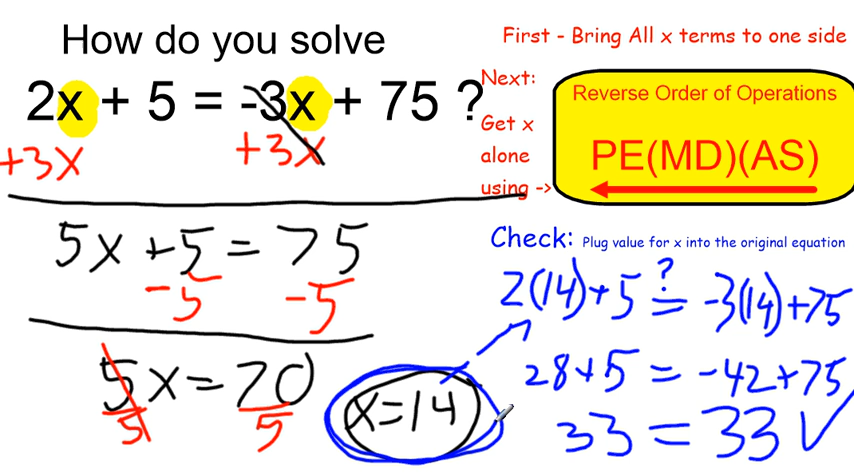 How do you solve
2x + 5 = -3x + 75 ?
+3x +3x
5x + 5 = 75
-5 -5
5x = 70
5 5
x = 14
First - Bring All x terms to one side
Next:
Get x
alone
using ->
Reverse Order of Operations
PE(MD)(AS)
Check: Plug value for x into the original equation
2(14) + 5 ≟ -3(14) + 75
28 + 5 = -42 + 75
33 = 33 ✓